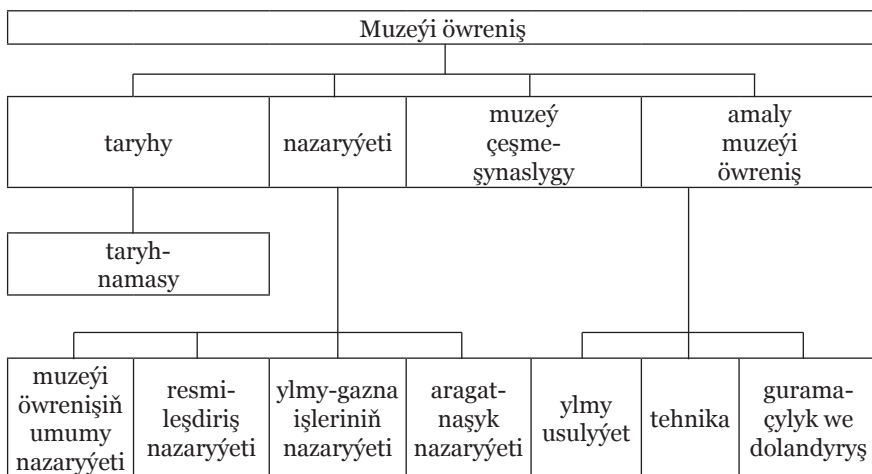 Muzeýi öwreniş
taryhy
nazaryýeti
muzeý
çeşme-
şynaslygy
amaly
muzeýi
öwreniş
taryh-
namasy
muzeýi
öwrenişiň
umumy
nazaryýeti
resmi-
leşdiriş
nazaryýeti
ylmy-gazna
işleriniň
nazaryýeti
aragat-
naşyk
nazaryýeti
ylmy
usulyýet
tehnika
gurama-
çylyk we
dolandyryş